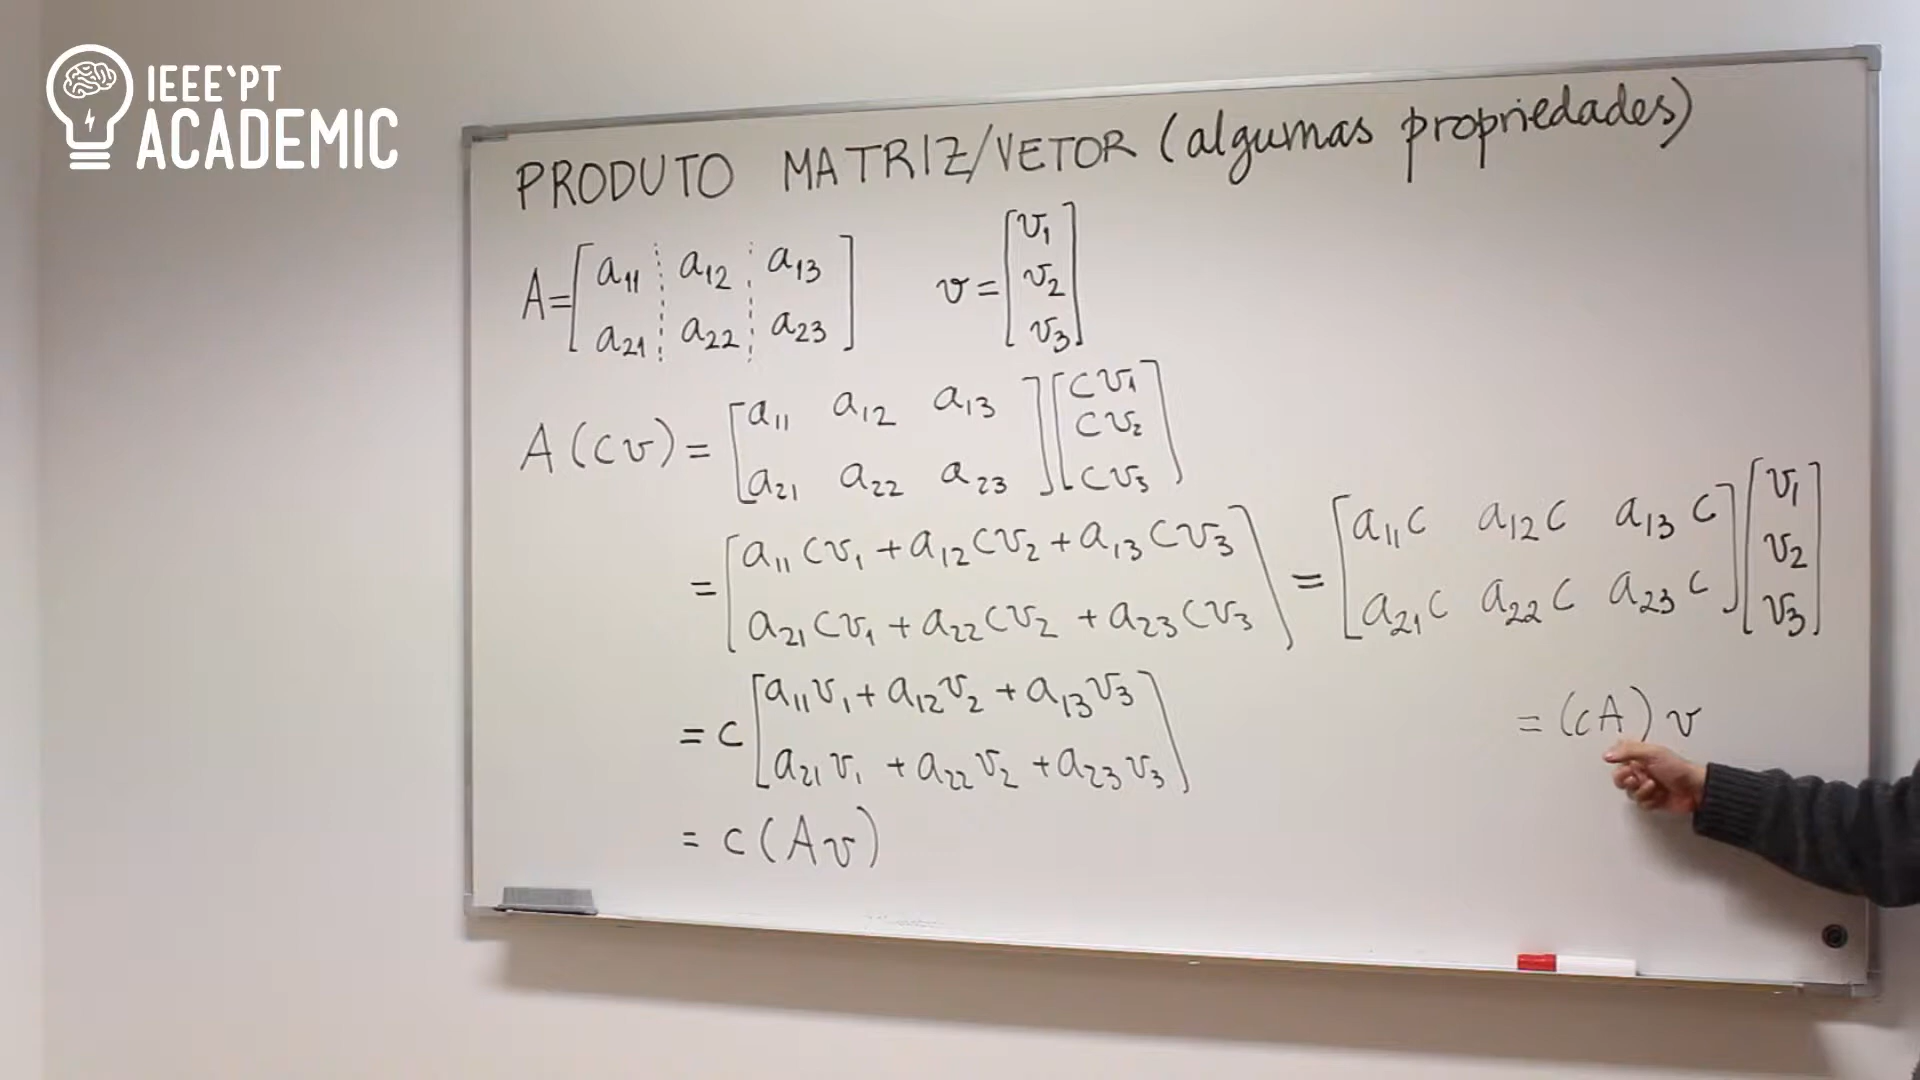 IEEE'PT
ACADEMIC
PRODUTO MATRIZ/VETOR (algumas propriedades)
A = [ a11 a12 a13 ; a21 a22 a23 ] v = [ v1 ; v2 ; v3 ]
A(cv) = [ a11 a12 a13 ; a21 a22 a23 ] [ cv1 ; cv2 ; cv3 ]
= [ a11cv1 + a12cv2 + a13cv3 ; a21cv1 + a22cv2 + a23cv3 ] = [ a11c a12c a13c ; a21c a22c a23c ] [ v1 ; v2 ; v3 ]
= c [ a11v1 + a12v2 + a13v3 ; a21v1 + a22v2 + a23v3 ] = (cA)v
= c(Av)